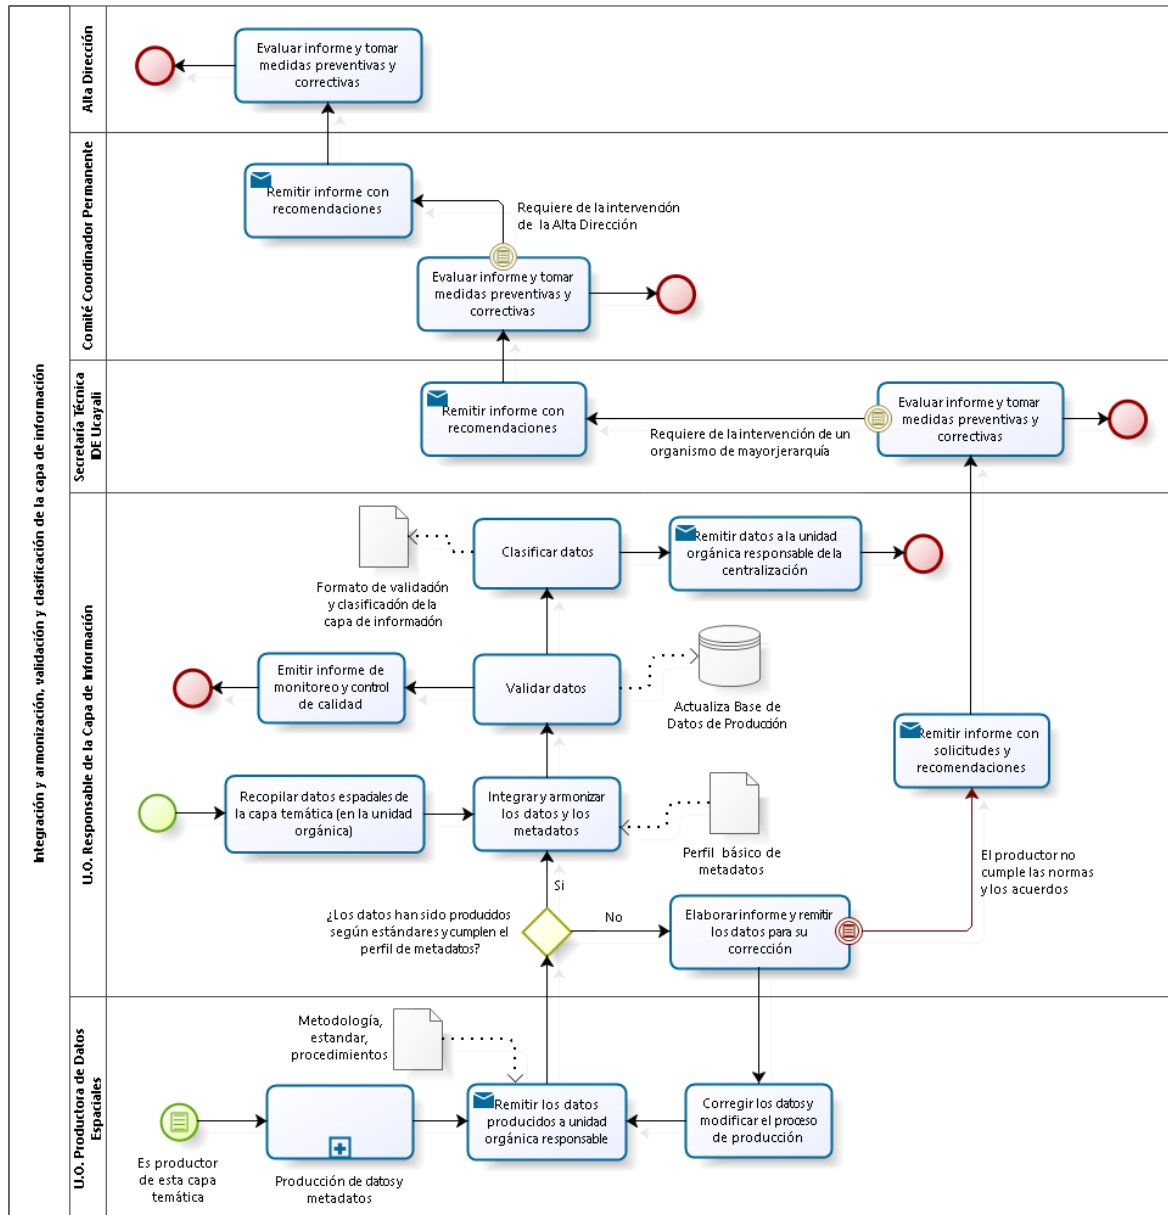 Integración y armonización, validación y clasificación de la capa de información
Alta Dirección
Evaluar informe y tomar
medidas preventivas y
correctivas
Comité Coordinador Permanente
Remitir informe con
recomendaciones
Requiere de la intervención
de la Alta Dirección
Evaluar informe y tomar
medidas preventivas y
correctivas
Secretaría Técnica
IDE Ucayali
Remitir informe con
recomendaciones
Requiere de la intervención de un
organismo de mayor jerarquía
Evaluar informe y tomar
medidas preventivas y
correctivas
U.O. Responsable de la Capa de Información
Formato de validación
y clasificación de la
capa de información
Clasificar datos
Remitir datos a la unidad
orgánica responsable de la
centralización
Emitir informe de
monitoreo y control
de calidad
Validar datos
Actualiza Base de
Datos de Producción
Remitir informe con
solicitudes y
recomendaciones
Recopilar datos espaciales de
la capa temática (en la unidad
orgánica)
Integrar y armonizar
los datos y los
metadatos
Perfil básico de
metadatos
El productor no
cumple las normas
y los acuerdos
Si
¿Los datos han sido producidos
según estándares y cumplen el
perfil de metadatos?
No
Elaborar informe y remitir
los datos para su
corrección
U.O. Productora de Datos
Espaciales
Metodología,
estandar,
procedimientos
Es productor
de esta capa
temática
Producción de datos y
metadatos
Remitir los datos
producidos a unidad
orgánica responsable
Corregir los datos y
modificar el proceso
de producción